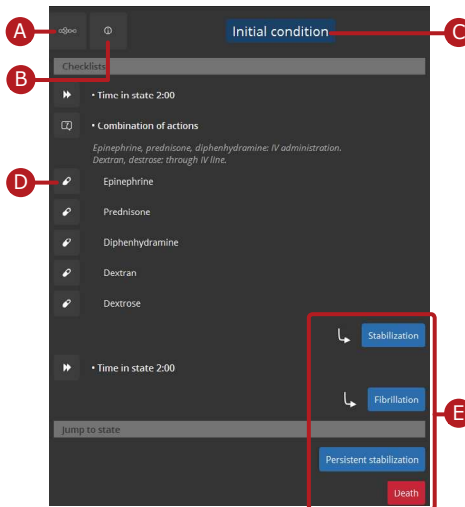 A
B
Initial condition
C
Checklists
• Time in state 2:00
• Combination of actions
Epinephrine, prednisone, diphenhydramine: IV administration.
Dextran, destrose: through IV line.
D
Epinephrine
Prednisone
Diphenhydramine
Dextran
Dextrose
Stabilization
• Time in state 2:00
Fibrillation
E
Jump to state
Persistent stabilization
Death